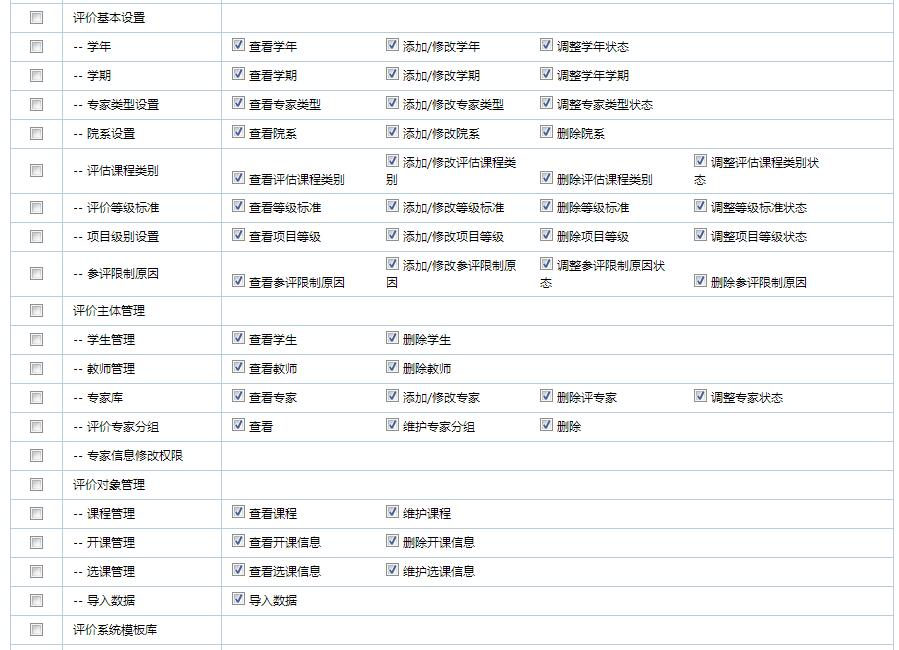 评价基本设置
-- 学年 查看学年 添加/修改学年 调整学年状态
-- 学期 查看学期 添加/修改学期 调整学年学期
-- 专家类型设置 查看专家类型 添加/修改专家类型 调整专家类型状态
-- 院系设置 查看院系 添加/修改院系 删除院系
-- 评估课程类别 查看评估课程类别 添加/修改评估课程类
别 删除评估课程类别 调整评估课程类别状
态
-- 评价等级标准 查看等级标准 添加/修改等级标准 删除等级标准 调整等级标准状态
-- 项目级别设置 查看项目等级 添加/修改项目等级 删除项目等级 调整项目等级状态
-- 参评限制原因 查看参评限制原因 添加/修改参评限制原
因 调整参评限制原因状
态 删除参评限制原因
评价主体管理
-- 学生管理 查看学生 删除学生
-- 教师管理 查看教师 删除教师
-- 专家库 查看专家 添加/修改专家 删除评专家 调整专家状态
-- 评价专家分组 查看 维护专家分组 删除
-- 专家信息修改权限
评价对象管理
-- 课程管理 查看课程 维护课程
-- 开课管理 查看开课信息 删除开课信息
-- 选课管理 查看选课信息 维护选课信息
-- 导入数据 导入数据
评价系统模板库